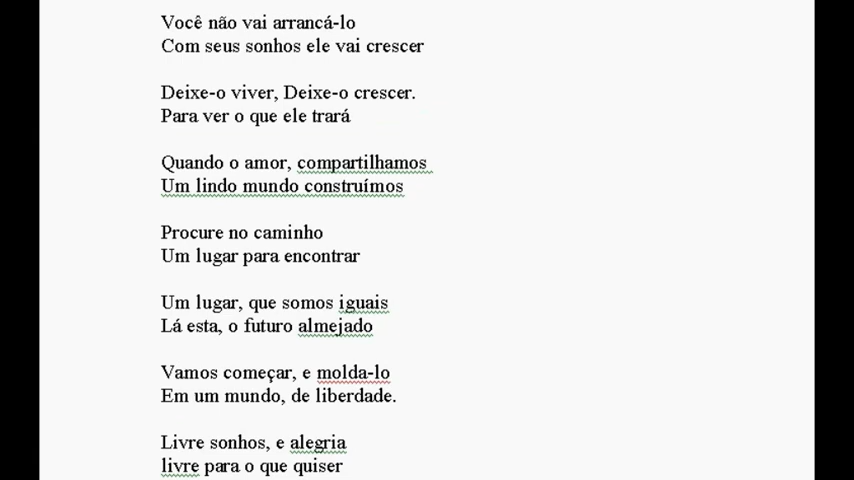 Você não vai arrancá-lo
Com seus sonhos ele vai crescer
Deixe-o viver, Deixe-o crescer.
Para ver o que ele trará
Quando o amor, compartilhamos
Um lindo mundo construímos
Procure no caminho
Um lugar para encontrar
Um lugar, que somos iguais
Lá esta, o futuro almejado
Vamos começar, e molda-lo
Em um mundo, de liberdade.
Livre sonhos, e alegria
livre para o que quiser